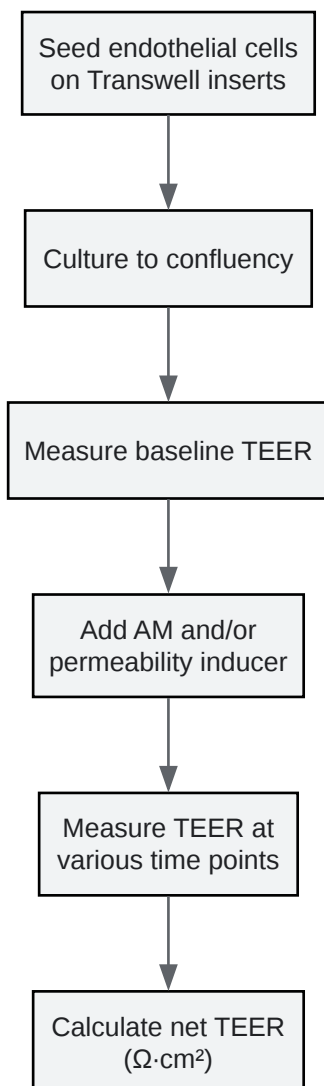 Seed endothelial cells
on Transwell inserts
Culture to confluency
Measure baseline TEER
Add AM and/or
permeability inducer
Measure TEER at
various time points
Calculate net TEER
(Ω·cm²)